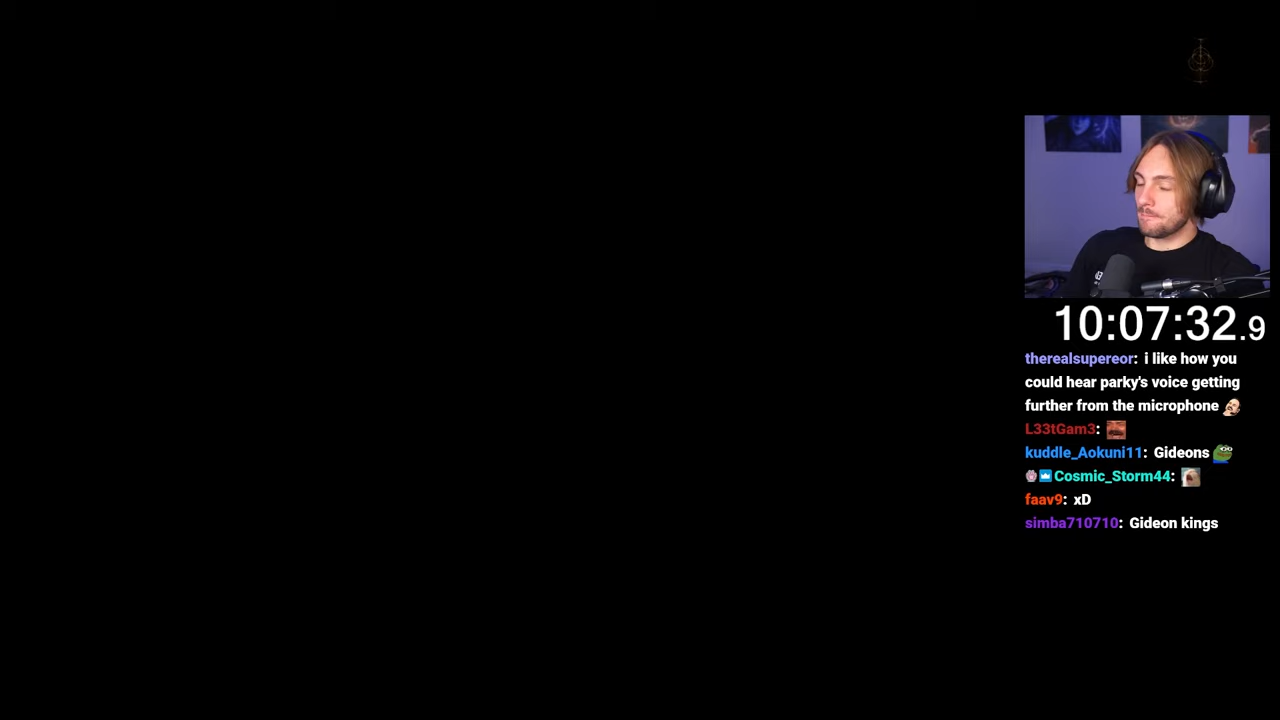 10:07:32.9
therealsupereor: i like how you
could hear parky's voice getting
further from the microphone
L33tGam3:
kuddle_Aokuni11: Gideons
Cosmic_Storm44:
faav9: xD
simba710710: Gideon kings